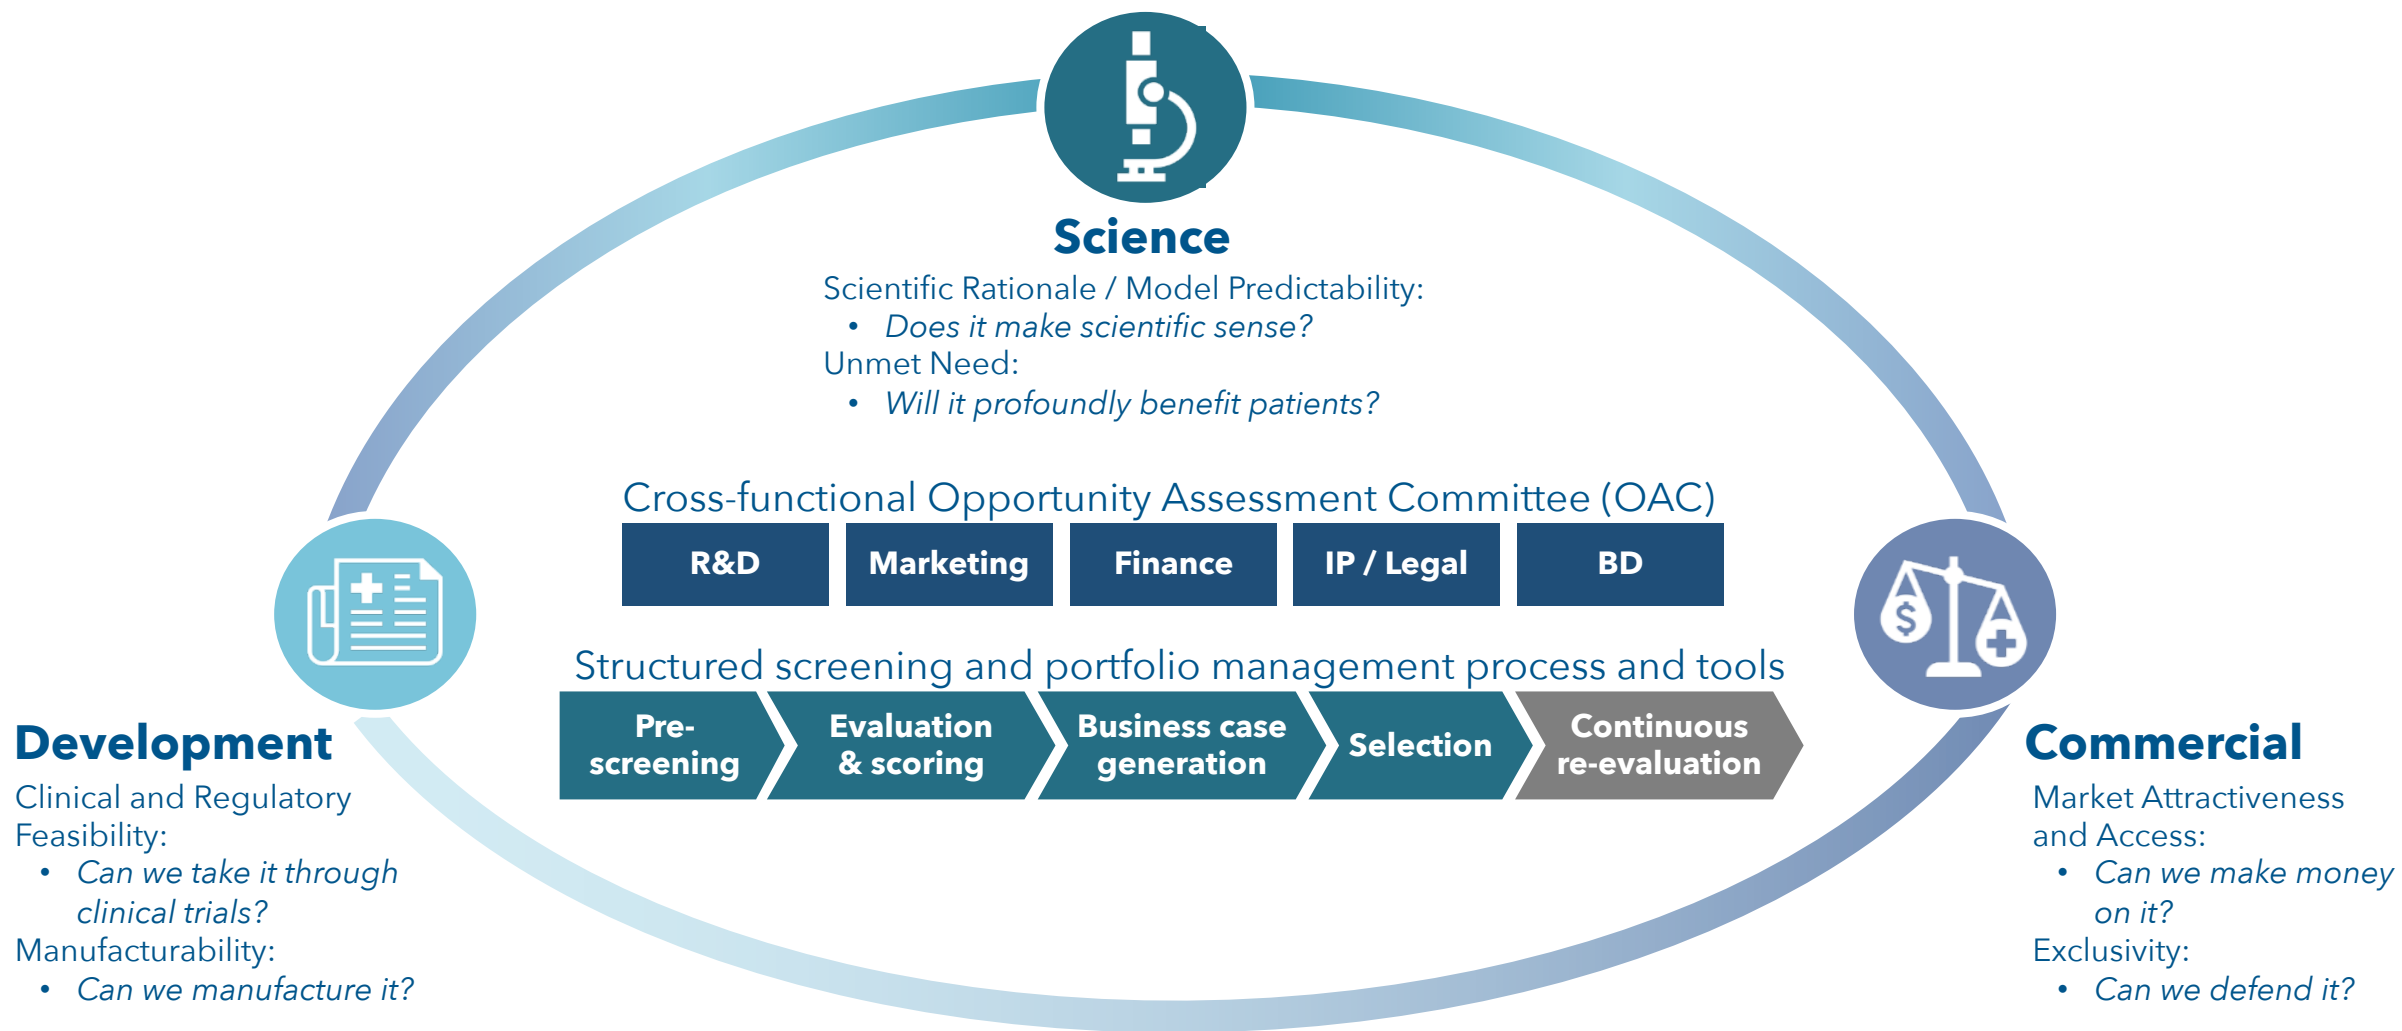 Science
Scientific Rationale / Model Predictability:
• Does it make scientific sense?
Unmet Need:
• Will it profoundly benefit patients?
Cross-functional Opportunity Assessment Committee (OAC)
R&D
Marketing
Finance
IP / Legal
BD
Structured screening and portfolio management process and tools
Pre-
screening
Evaluation
& scoring
Business case
generation
Selection
Continuous
re-evaluation
Development
Clinical and Regulatory
Feasibility:
• Can we take it through
clinical trials?
Manufacturability:
• Can we manufacture it?
$
Commercial
Market Attractiveness
and Access:
• Can we make money
on it?
Exclusivity:
• Can we defend it?